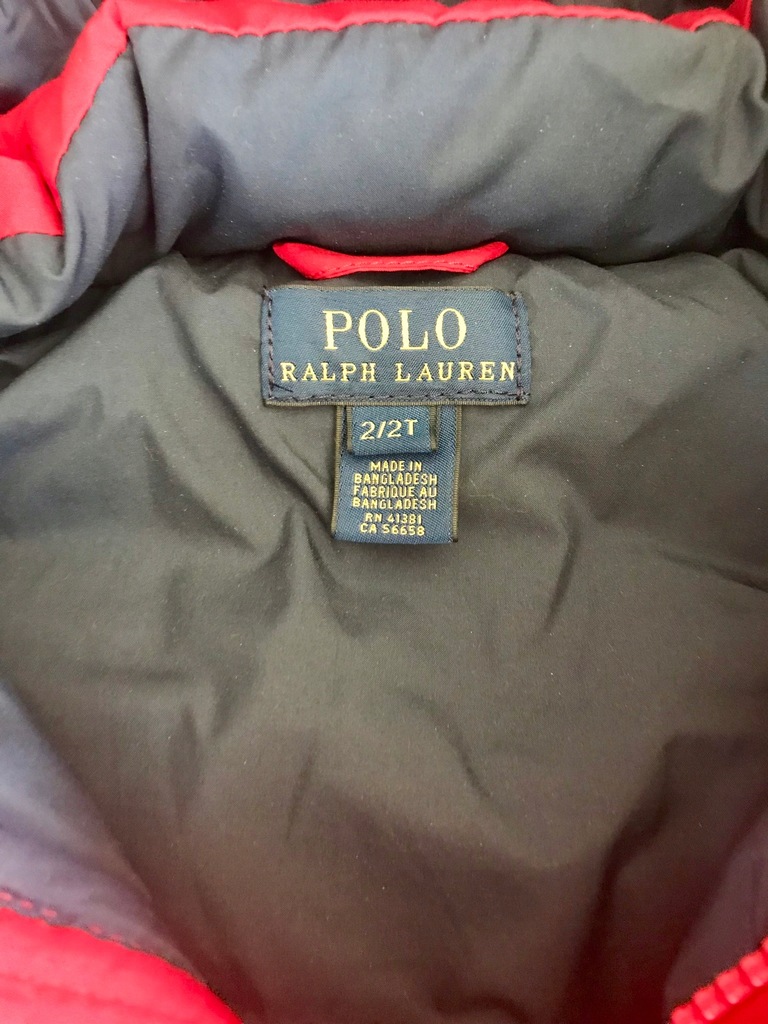 POLO
RALPH LAUREN
2/2T
MADE IN
BANGLADESH
FABRIQUE AU
BANGLADESH
RN 41381
CA 56658